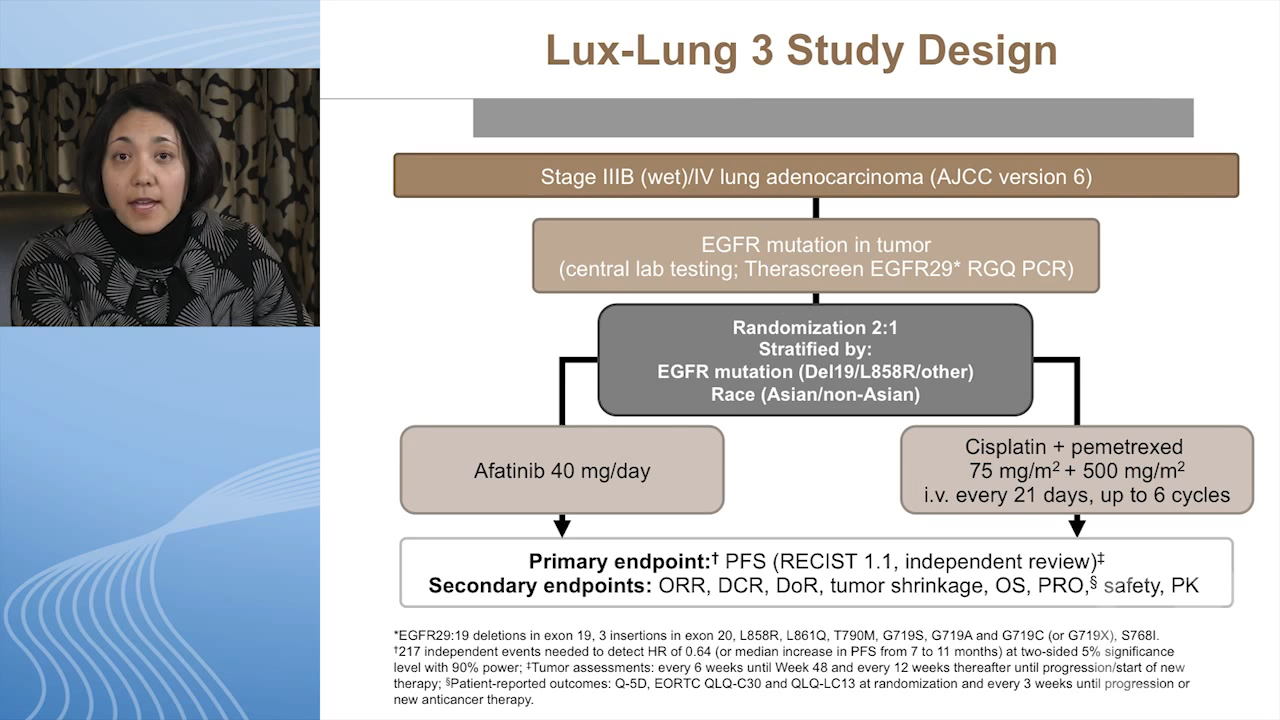 Lux-Lung 3 Study Design
Stage IIIB (wet)/IV lung adenocarcinoma (AJCC version 6)
EGFR mutation in tumor
(central lab testing; Therascreen EGFR29* RGQ PCR)
Randomization 2:1
Stratified by:
EGFR mutation (Del19/L858R/other)
Race (Asian/non-Asian)
Afatinib 40 mg/day
Cisplatin + pemetrexed
75 mg/m² + 500 mg/m²
i.v. every 21 days, up to 6 cycles
Primary endpoint:† PFS (RECIST 1.1, independent review)‡
Secondary endpoints: ORR, DCR, DoR, tumor shrinkage, OS, PRO,§ safety, PK
*EGFR29:19 deletions in exon 19, 3 insertions in exon 20, L858R, L861Q, T790M, G719S, G719A and G719C (or G719X), S768I.
†217 independent events needed to detect HR of 0.64 (or median increase in PFS from 7 to 11 months) at two-sided 5% significance
level with 90% power; ‡Tumor assessments: every 6 weeks until Week 48 and every 12 weeks thereafter until progression/start of new
therapy; §Patient-reported outcomes: Q-5D, EORTC QLQ-C30 and QLQ-LC13 at randomization and every 3 weeks until progression or
new anticancer therapy.